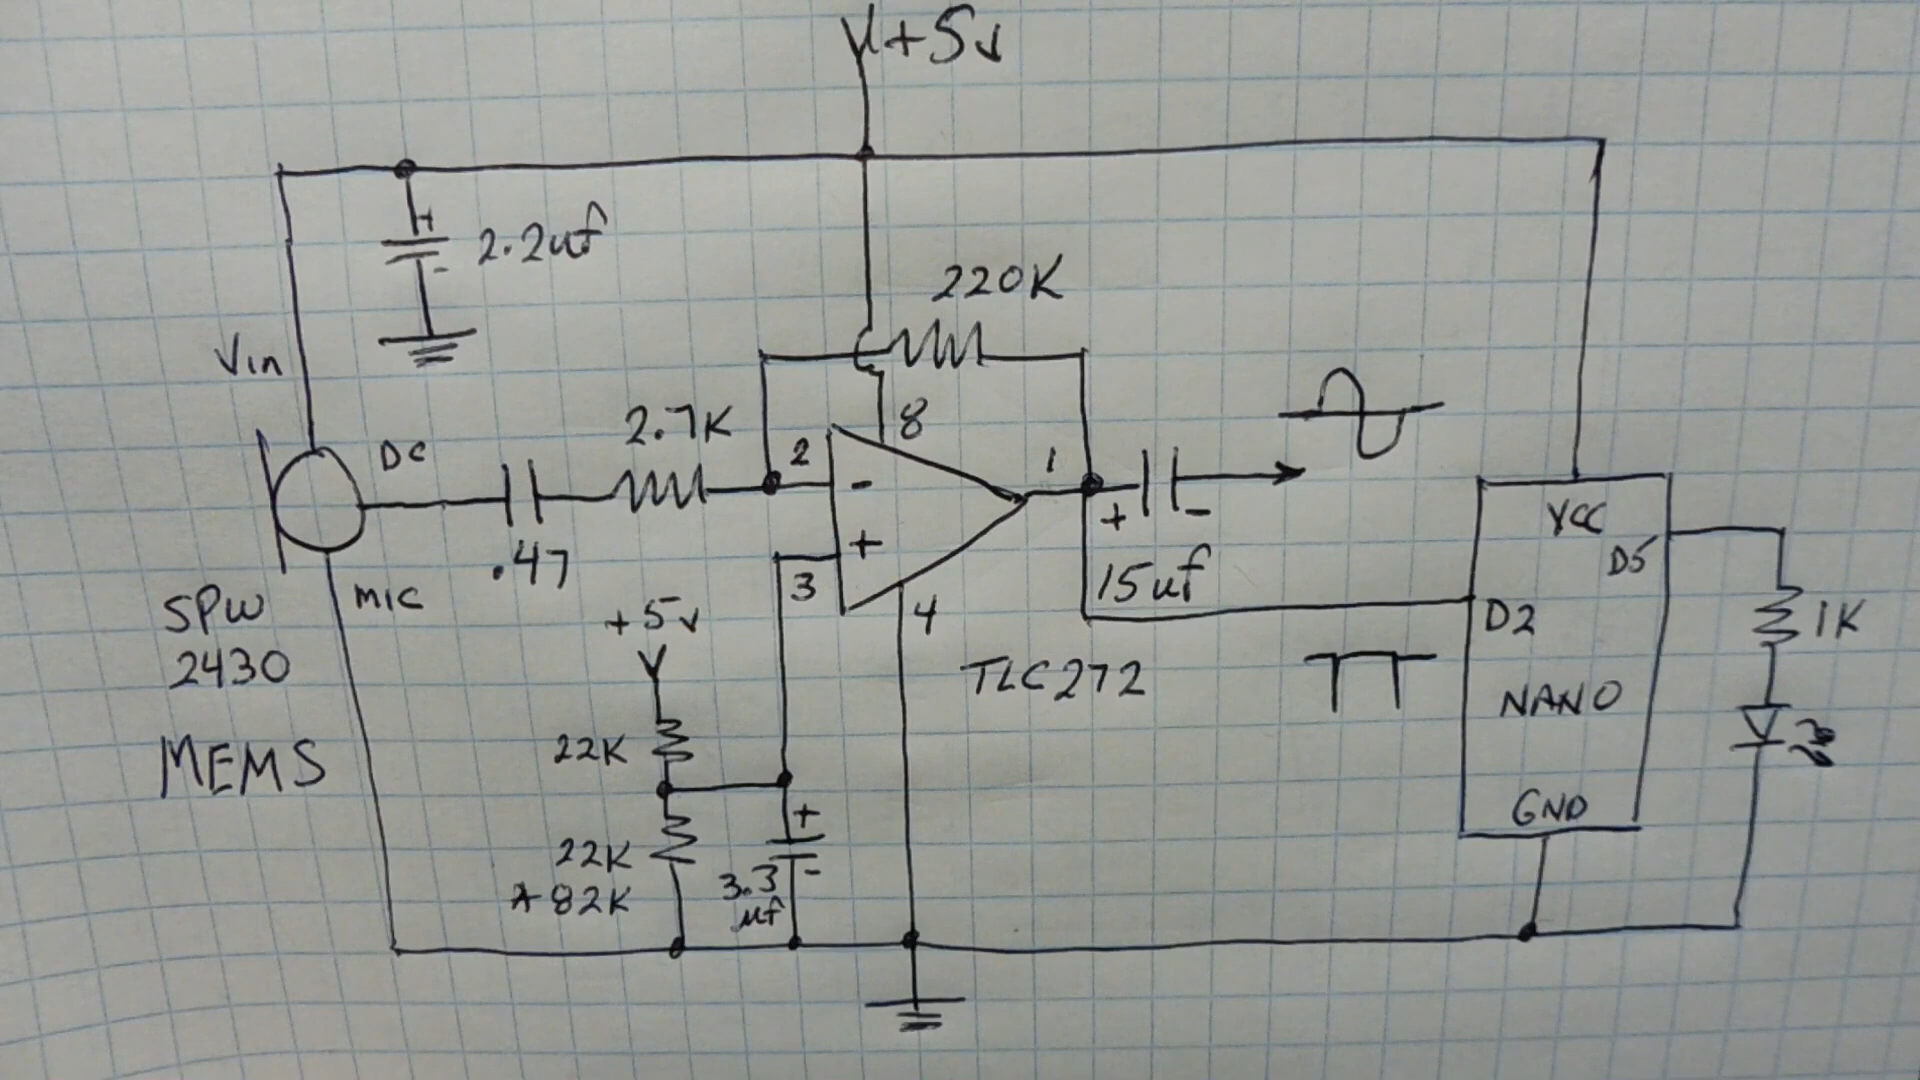 +5v
2.2uf
220K
Vin
8
2.7K
2
1
DC
-
+
.47
3
4
+
-
15uf
VCC
D5
MIC
SPW
2430
MEMS
+5v
TLC272
D2
1K
NANO
22K
22K
*82K
+
-
3.3
uf
GND